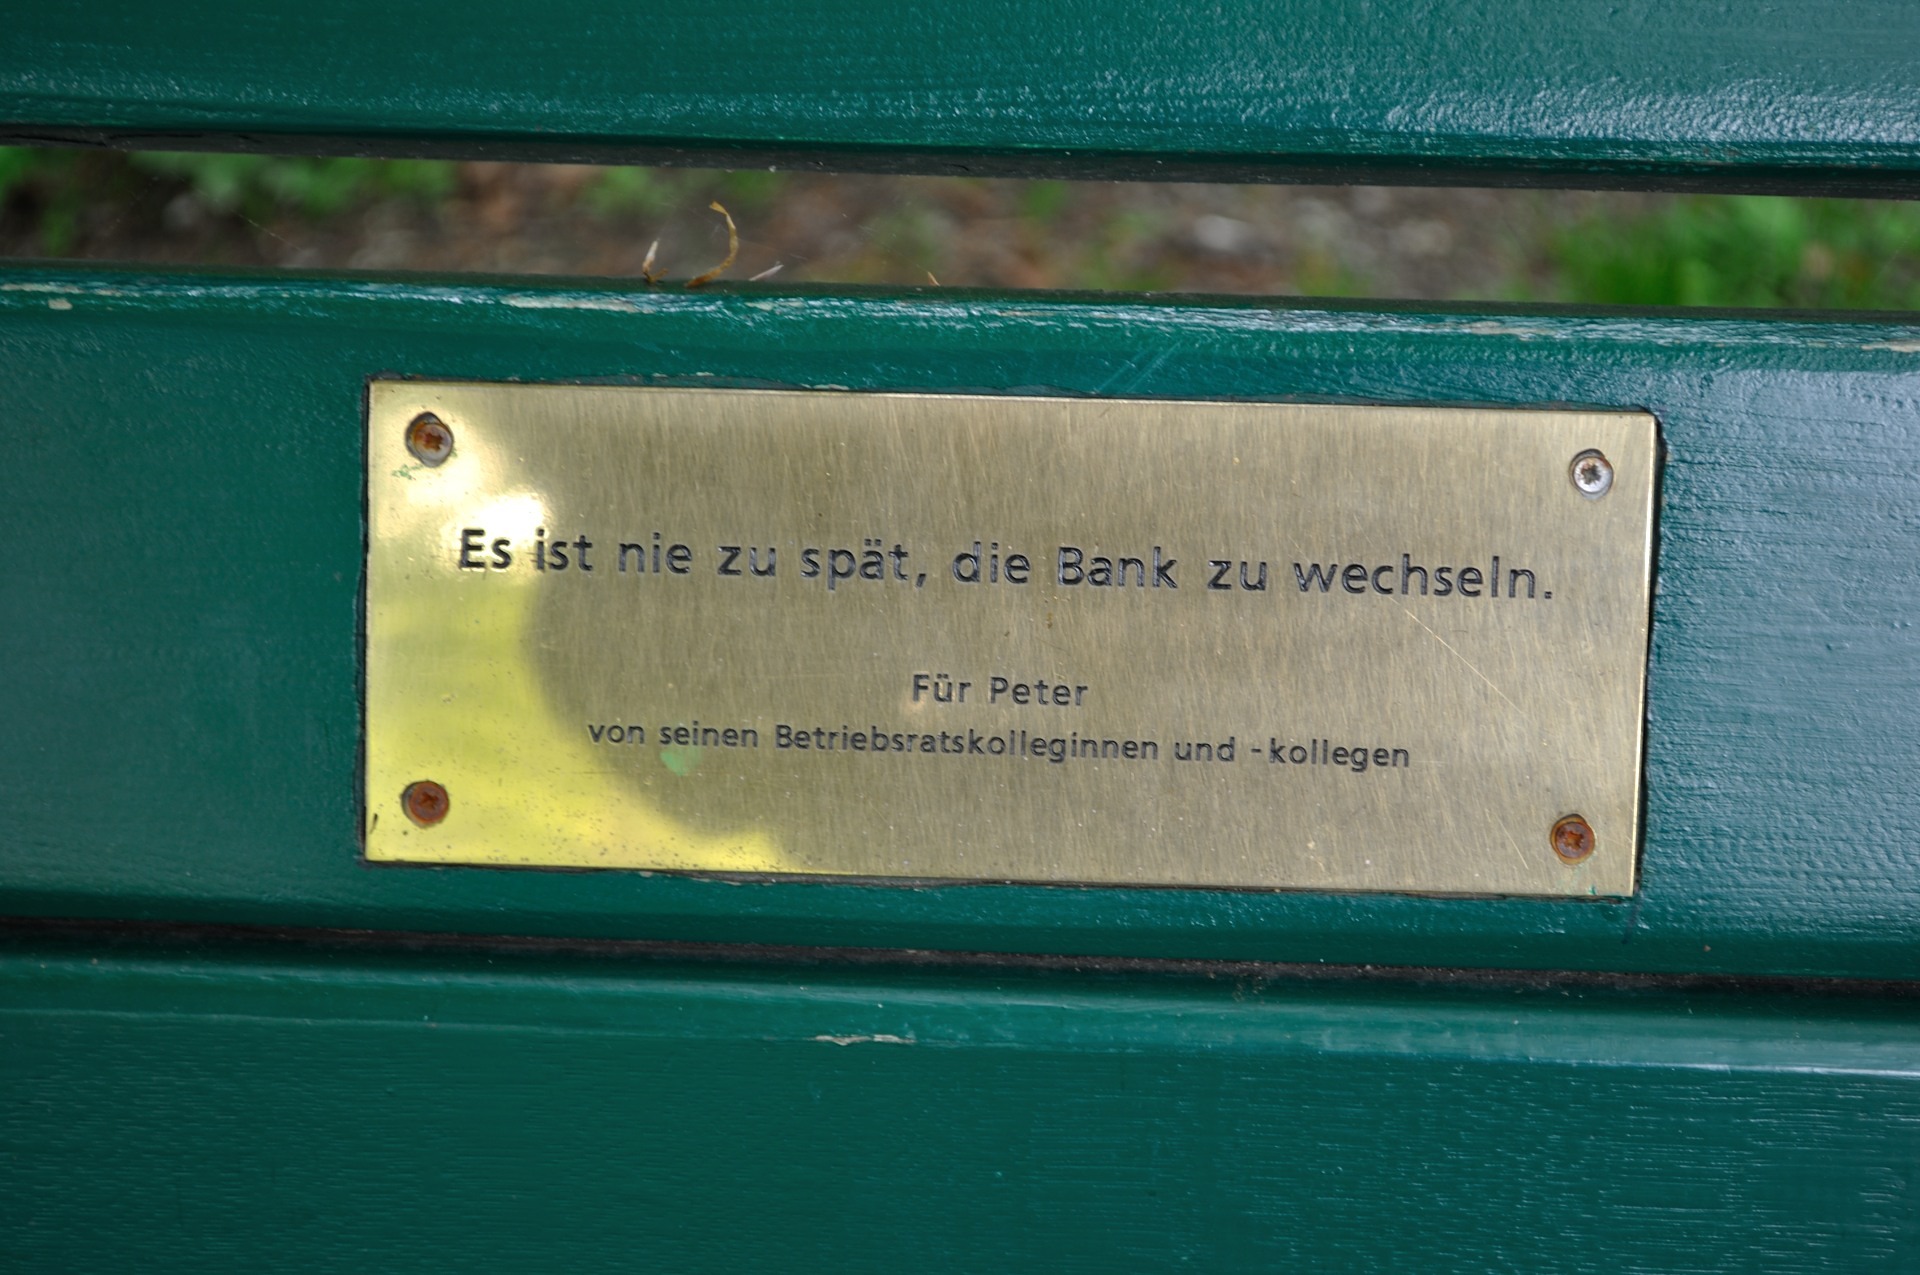 Es ist nie zu spät, die Bank zu wechseln.
Für Peter
von seinen Betriebsratskolleginnen und -kollegen